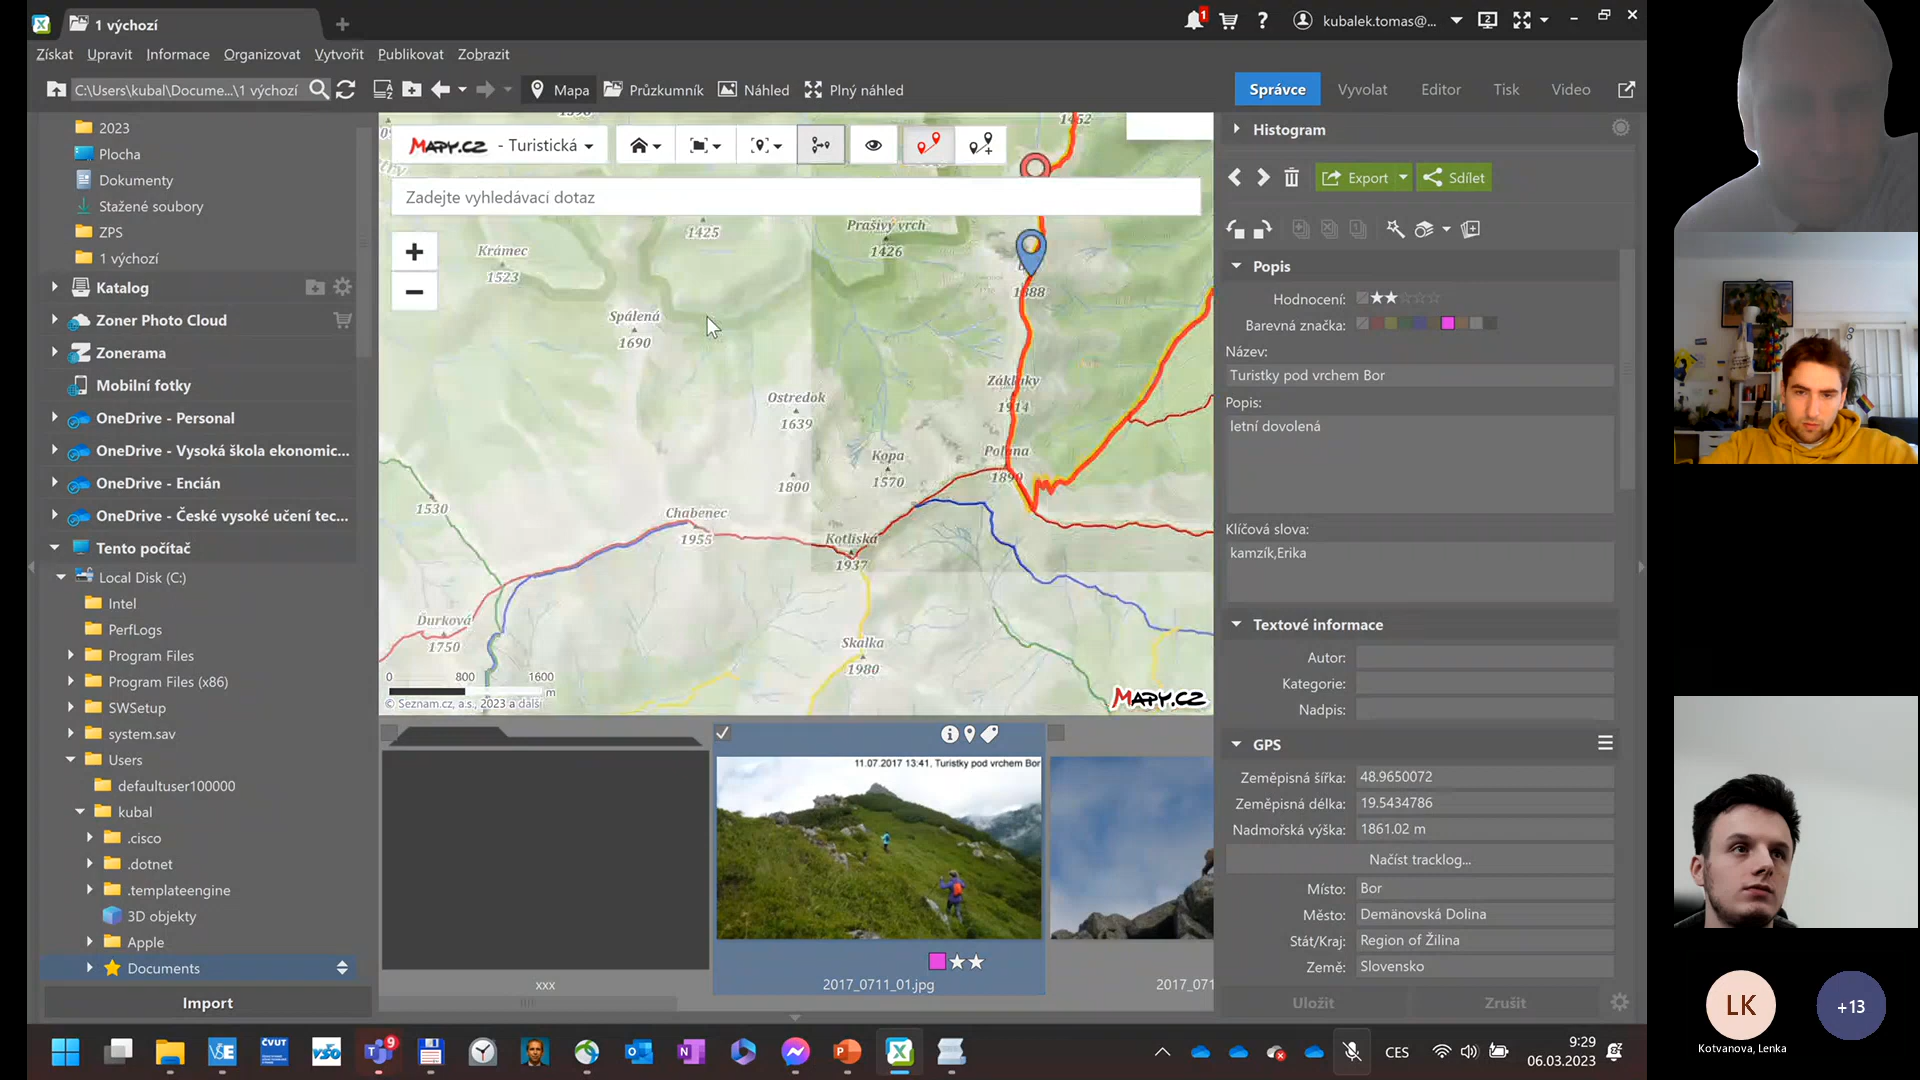 1 výchozí
1
kubalek.tomas@...
Získat Upravit Informace Organizovat Vytvořit Publikovat Zobrazit
C:\Users\kubal\Docume...\1 výchozí
Mapa Průzkumník Náhled Plný náhled
Správce Vyvolat Editor Tisk Video
2023
Plocha
Dokumenty
Stažené soubory
ZPS
1 výchozí
Katalog
Zoner Photo Cloud
Zonerama
Mobilní fotky
OneDrive - Personal
OneDrive - Vysoká škola ekonomic...
OneDrive - Encián
OneDrive - České vysoké učení tec...
Tento počítač
Local Disk (C:)
Intel
PerfLogs
Program Files
Program Files (x86)
SWSetup
system.sav
Users
defaultuser100000
kubal
.cisco
.dotnet
.templateengine
3D objekty
Apple
Documents
Import
MAPY.CZ - Turistická
Zadejte vyhledávací dotaz
+
−
1452
1425
Prašivý vrch
1426
Krámec
1523
1888
Spálená
1690
Zákľuky
1914
Ostredok
1639
Poľana
1890
Kopa
1570
1800
1530
Chabenec
1955
Kotliská
1937
Ďurková
1750
Skalka
1980
0 800 1600
m
© Seznam.cz, a.s., 2023 a další
MAPY.CZ
11.07.2017 13:41, Turistky pod vrchem Bor
xxx
2017_0711_01.jpg
2017_071
Histogram
Export
Sdílet
Popis
Hodnocení:
Barevná značka:
Název:
Turistky pod vrchem Bor
Popis:
letní dovolená
Klíčová slova:
kamzík,Erika
Textové informace
Autor:
Kategorie:
Nadpis:
GPS
Zeměpisná šířka: 48.9650072
Zeměpisná délka: 19.5434786
Nadmořská výška: 1861.02 m
Načíst tracklog...
Místo: Bor
Město: Demänovská Dolina
Stát/Kraj: Region of Žilina
Země: Slovensko
Uložit Zrušit
9
CES
9:29
06.03.2023
LK
+13
Kotvanova, Lenka